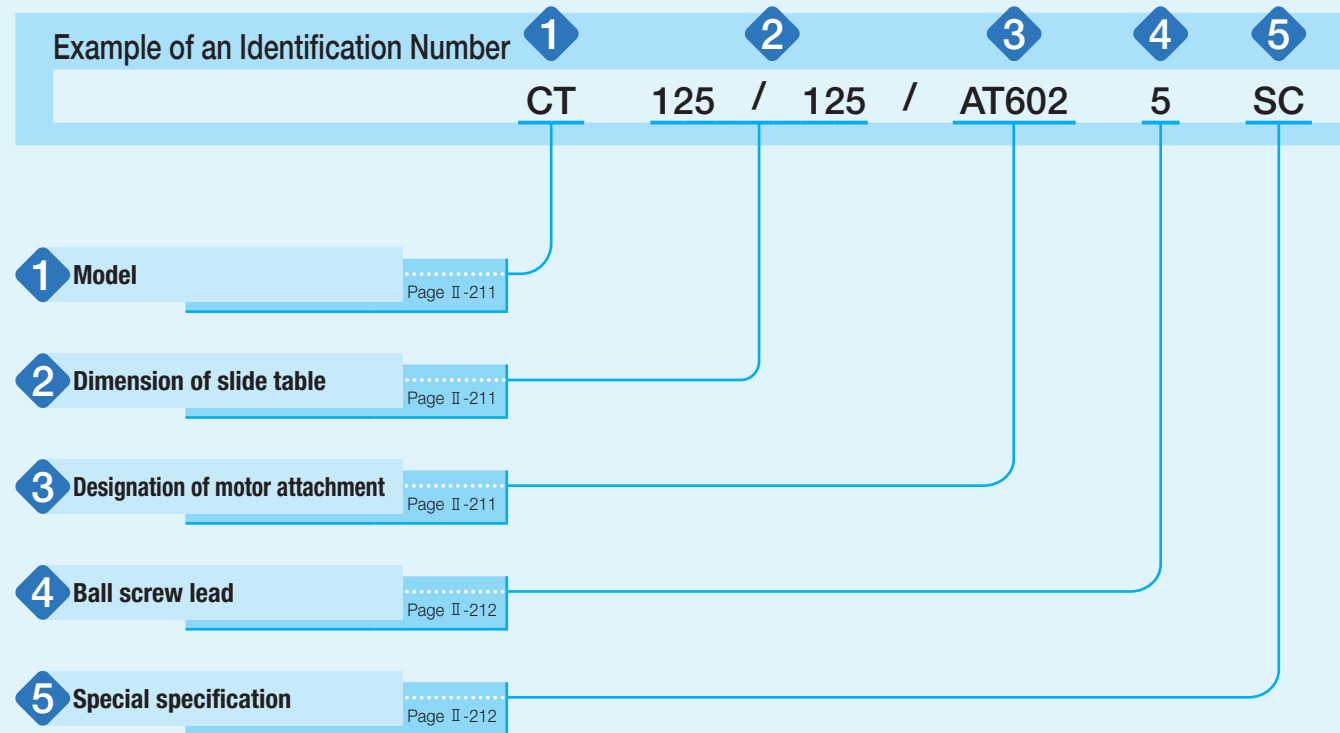 Example of an Identification Number 1 2 3 4 5
CT 125 / 125 / AT602 5 SC
1 Model
Page Ⅱ-211
2 Dimension of slide table
Page Ⅱ-211
3 Designation of motor attachment
Page Ⅱ-211
4 Ball screw lead
Page Ⅱ-212
5 Special specification
Page Ⅱ-212